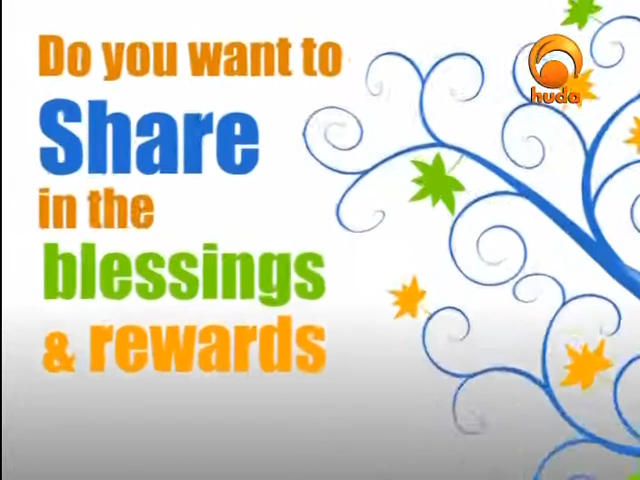 Do you want to
Share
in the
blessings
& rewards
huda